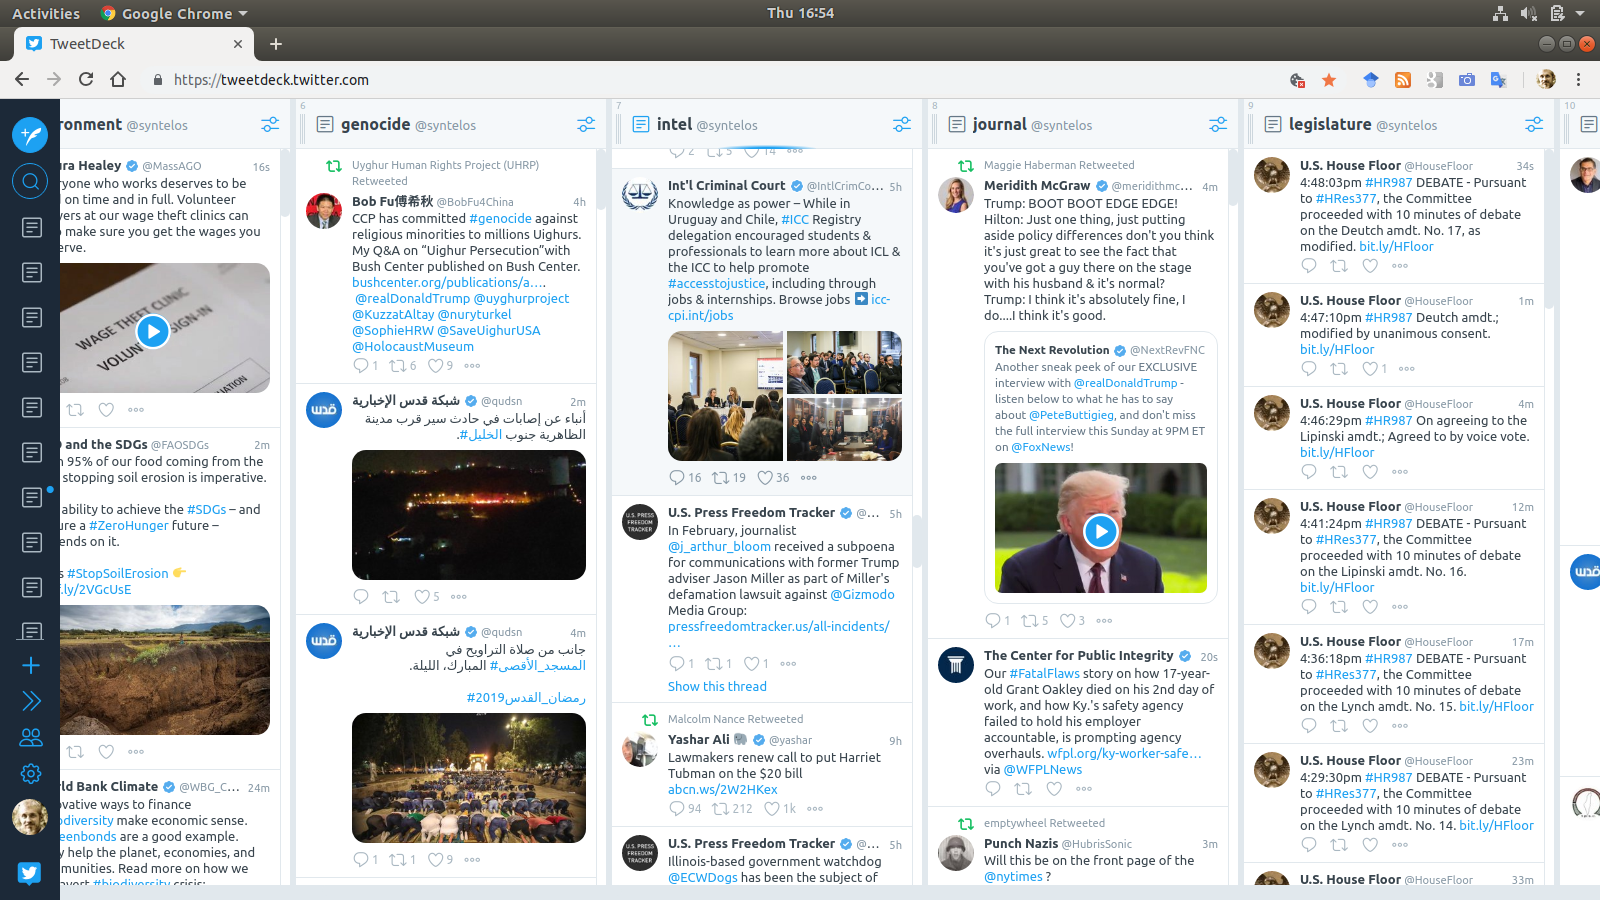 Activities
Google Chrome
Thu 16:54
TweetDeck
https://tweetdeck.twitter.com
ronment @syntelos
ura Healey @MassAGO 16s
ryone who works deserves to be
d on time and in full. Volunteer
vers at our wage theft clinics can
make sure you get the wages you
erve.
WAGE THEFT CLINIC
VOLUN
SIGN-IN
D and the SDGs @FAOSDGs 2m
n 95% of our food coming from the
stopping soil erosion is imperative.
ability to achieve the #SDGs – and
ure a #ZeroHunger future –
ends on it.
s #StopSoilErosion 👉
f.ly/2VGcUsE
rld Bank Climate @WBG_C... 24m
ovative ways to finance
odiversity make economic sense.
eenbonds are a good example.
y help the planet, economies, and
munities. Read more on how we
nvert #biodiversity crisis:
6
genocide @syntelos
Uyghur Human Rights Project (UHRP)
Retweeted
Bob Fu傅希秋 @BobFu4China 4h
CCP has committed #genocide against
religious minorities to millions Uighurs.
My Q&A on “Uighur Persecution”with
Bush Center published on Bush Center.
bushcenter.org/publications/a….
@realDonaldTrump @uyghurproject
@KuzzatAltay @nuryturkel
@SophieHRW @SaveUighurUSA
@HolocaustMuseum
1 6 9
شبكة قدس الإخبارية @qudsn 2m
أنباء عن إصابات في حادث سير قرب مدينة
الظاهرية جنوب #الخليل.
5
شبكة قدس الإخبارية @qudsn 4m
جانب من صلاة التراويح في
#المسجد_الأقصى المبارك، الليلة.
#رمضان_القدس2019
1 1 9
7
intel @syntelos
2 5 14
Int'l Criminal Court @IntlCrimCo... 5h
Knowledge as power – While in
Uruguay and Chile, #ICC Registry
delegation encouraged students &
professionals to learn more about ICL &
the ICC to help promote
#accesstojustice, including through
jobs & internships. Browse jobs ➡ icc-
cpi.int/jobs
16 19 36
U.S. PRESS FREEDOM TRACKER
U.S. Press Freedom Tracker @... 5h
In February, journalist
@j_arthur_bloom received a subpoena
for communications with former Trump
adviser Jason Miller as part of Miller's
defamation lawsuit against @Gizmodo
Media Group:
pressfreedomtracker.us/all-incidents/
…
1 1 1
Show this thread
Malcolm Nance Retweeted
Yashar Ali 🐘 @yashar 9h
Lawmakers renew call to put Harriet
Tubman on the $20 bill
abcn.ws/2W2HKex
94 212 1k
U.S. PRESS FREEDOM TRACKER
U.S. Press Freedom Tracker @... 5h
Illinois-based government watchdog
@ECWDogs has been the subject of
8
journal @syntelos
Maggie Haberman Retweeted
Meridith McGraw @meridithmc... 4m
Trump: BOOT BOOT EDGE EDGE!
Hilton: Just one thing, just putting
aside policy differences don't you think
it's just great to see the fact that
you've got a guy there on the stage
with his husband & it's normal?
Trump: I think it's absolutely fine, I
do....I think it's good.
The Next Revolution @NextRevFNC
Another sneak peek of our EXCLUSIVE
interview with @realDonaldTrump -
listen below to what he has to say
about @PeteButtigieg, and don't miss
the full interview this Sunday at 9PM ET
on @FoxNews!
1 5 3
The Center for Public Integrity 20s
Our #FatalFlaws story on how 17-year-
old Grant Oakley died on his 2nd day of
work, and how Ky.'s safety agency
failed to hold his employer
accountable, is prompting agency
overhauls. wfpl.org/ky-worker-safe…
via @WFPLNews
emptywheel Retweeted
Punch Nazis @HubrisSonic 3m
Will this be on the front page of the
@nytimes ?
9
legislature @syntelos
U.S. House Floor @HouseFloor 34s
4:48:03pm #HR987 DEBATE - Pursuant
to #HRes377, the Committee
proceeded with 10 minutes of debate
on the Deutch amdt. No. 17, as
modified. bit.ly/HFloor
U.S. House Floor @HouseFloor 1m
4:47:10pm #HR987 Deutch amdt.;
modified by unanimous consent.
bit.ly/HFloor
1
U.S. House Floor @HouseFloor 4m
4:46:29pm #HR987 On agreeing to the
Lipinski amdt.; Agreed to by voice vote.
bit.ly/HFloor
U.S. House Floor @HouseFloor 12m
4:41:24pm #HR987 DEBATE - Pursuant
to #HRes377, the Committee
proceeded with 10 minutes of debate
on the Lipinski amdt. No. 16.
bit.ly/HFloor
U.S. House Floor @HouseFloor 17m
4:36:18pm #HR987 DEBATE - Pursuant
to #HRes377, the Committee
proceeded with 10 minutes of debate
on the Lynch amdt. No. 15. bit.ly/HFloor
U.S. House Floor @HouseFloor 23m
4:29:30pm #HR987 DEBATE - Pursuant
to #HRes377, the Committee
proceeded with 10 minutes of debate
on the Lynch amdt. No. 14. bit.ly/HFloor
U.S. House Floor @HouseFloor 33m
10